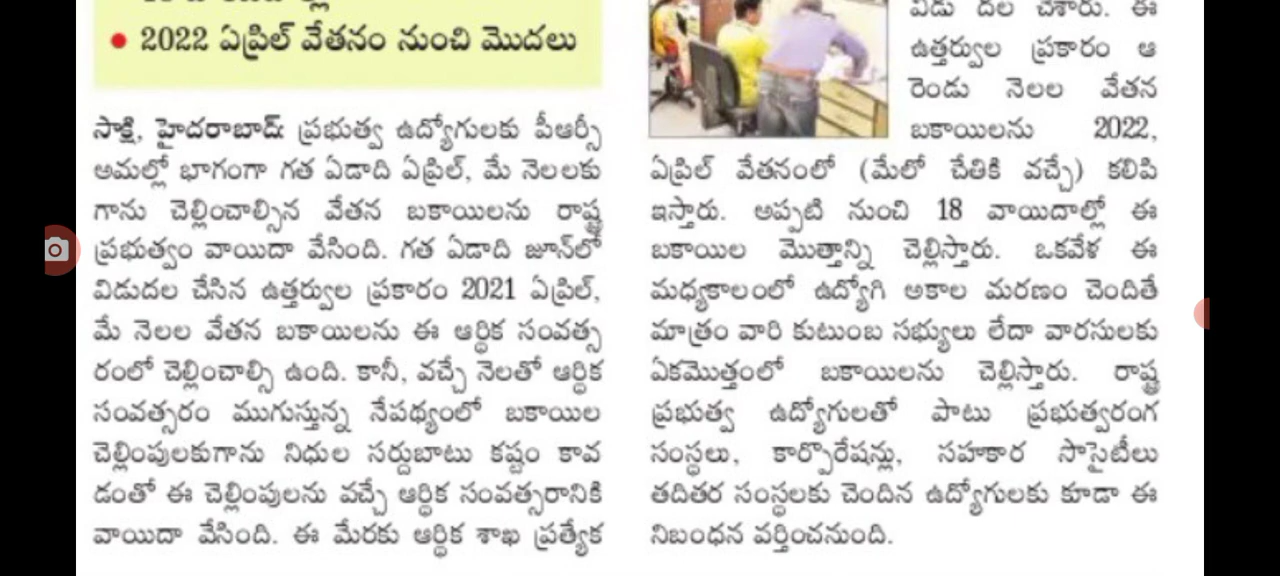 2022 ఏప్రిల్ వేతనం నుంచి మొదలు
సాక్షి, హైదరాబాద్: ప్రభుత్వ ఉద్యోగులకు పీఆర్సీ
అమల్లో భాగంగా గత ఏడాది ఏప్రిల్, మే నెలలకు
గాను చెల్లించాల్సిన వేతన బకాయిలను రాష్ట్ర
ప్రభుత్వం వాయిదా వేసింది. గత ఏడాది జూన్‌లో
విడుదల చేసిన ఉత్తర్వుల ప్రకారం 2021 ఏప్రిల్,
మే నెలల వేతన బకాయిలను ఈ ఆర్థిక సంవత్స
రంలో చెల్లించాల్సి ఉంది. కానీ, వచ్చే నెలతో ఆర్థిక
సంవత్సరం ముగుస్తున్న నేపథ్యంలో బకాయిల
చెల్లింపులకుగాను నిధుల సర్దుబాటు కష్టం కావ
డంతో ఈ చెల్లింపులను వచ్చే ఆర్థిక సంవత్సరానికి
వాయిదా వేసింది. ఈ మేరకు ఆర్థిక శాఖ ప్రత్యేక
విడు దల చేశారు. ఈ
ఉత్తర్వుల ప్రకారం ఆ
రెండు నెలల వేతన
బకాయిలను 2022,
ఏప్రిల్ వేతనంలో (మేలో చేతికి వచ్చే) కలిపి
ఇస్తారు. అప్పటి నుంచి 18 వాయిదాల్లో ఈ
బకాయిల మొత్తాన్ని చెల్లిస్తారు. ఒకవేళ ఈ
మధ్యకాలంలో ఉద్యోగి అకాల మరణం చెందితే
మాత్రం వారి కుటుంబ సభ్యులు లేదా వారసులకు
ఏకమొత్తంలో బకాయిలను చెల్లిస్తారు. రాష్ట్ర
ప్రభుత్వ ఉద్యోగులతో పాటు ప్రభుత్వరంగ
సంస్థలు, కార్పొరేషన్లు, సహకార సొసైటీలు
తదితర సంస్థలకు చెందిన ఉద్యోగులకు కూడా ఈ
నిబంధన వర్తించనుంది.